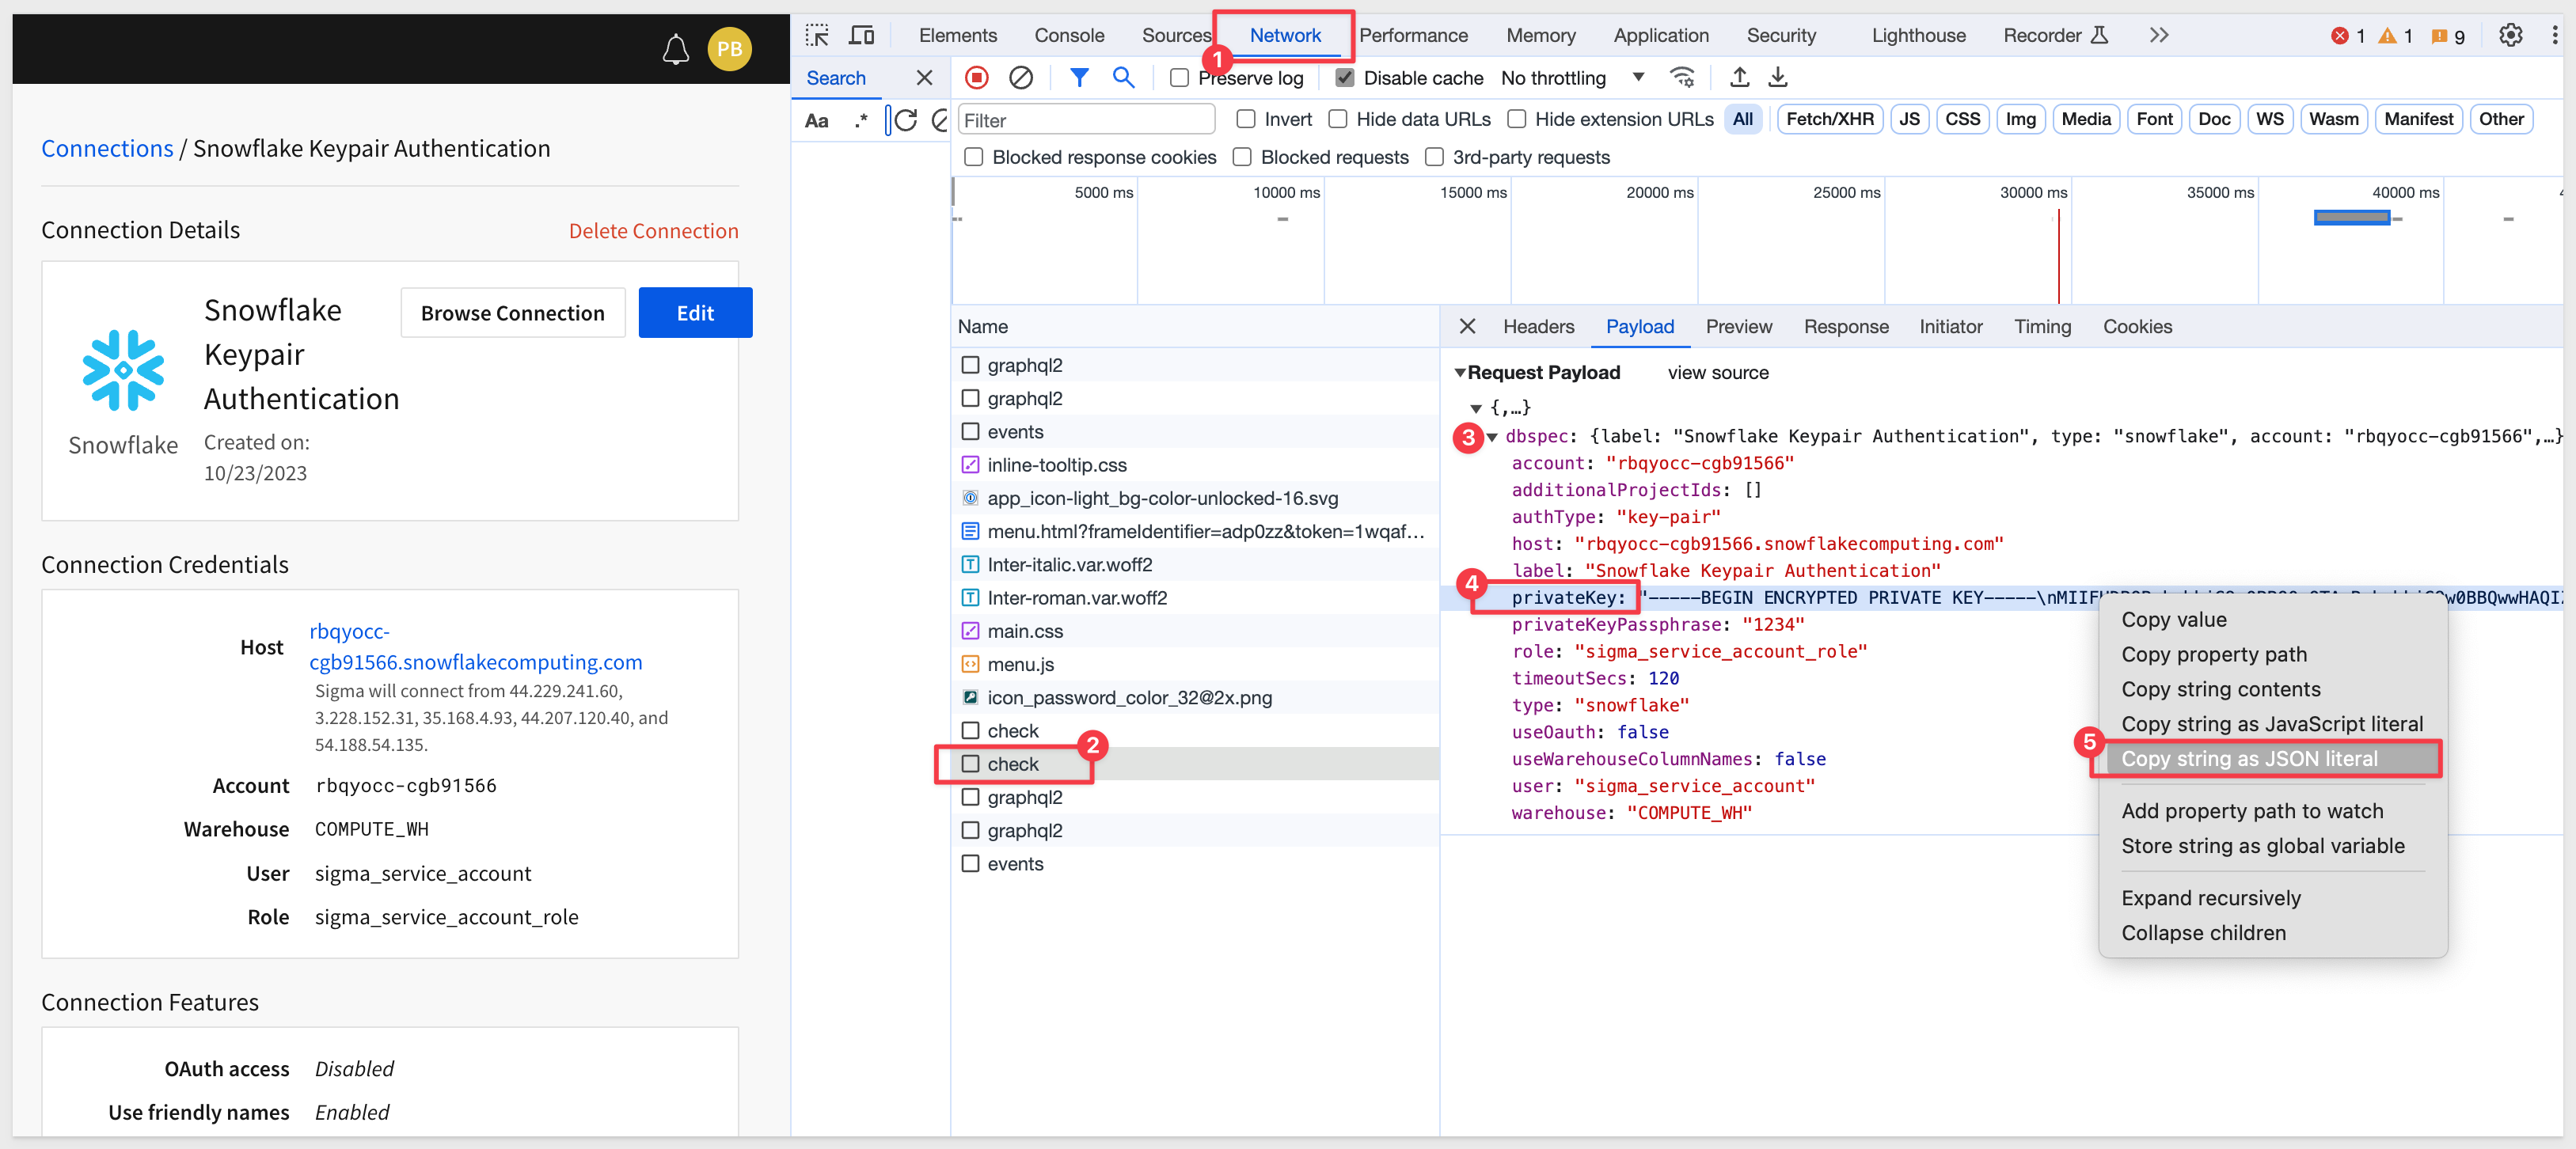 PB
Connections / Snowflake Keypair Authentication
Connection Details
Delete Connection
Snowflake
Snowflake
Keypair
Authentication
Created on:
10/23/2023
Browse Connection
Edit
Connection Credentials
Host
rbqyocc-
cgb91566.snowflakecomputing.com
Sigma will connect from 44.229.241.60,
3.228.152.31, 35.168.4.93, 44.207.120.40, and
54.188.54.135.
Account rbqyocc-cgb91566
Warehouse COMPUTE_WH
User sigma_service_account
Role sigma_service_account_role
Connection Features
OAuth access Disabled
Use friendly names Enabled
Elements Console Sources Network Performance Memory Application Security Lighthouse Recorder 1 1 9
1
Search
Preserve log Disable cache No throttling
Aa .*
Filter Invert Hide data URLs Hide extension URLs All Fetch/XHR JS CSS Img Media Font Doc WS Wasm Manifest Other
Blocked response cookies Blocked requests 3rd-party requests
5000 ms 10000 ms 15000 ms 20000 ms 25000 ms 30000 ms 35000 ms 40000 ms
Name
graphql2
graphql2
events
inline-tooltip.css
app_icon-light_bg-color-unlocked-16.svg
menu.html?frameIdentifier=adp0zz&token=1wqaf…
Inter-italic.var.woff2
Inter-roman.var.woff2
main.css
menu.js
icon_password_color_32@2x.png
check
2
check
graphql2
graphql2
events
Headers Payload Preview Response Initiator Timing Cookies
Request Payload view source
{,…}
3
dbspec: {label: "Snowflake Keypair Authentication", type: "snowflake", account: "rbqyocc-cgb91566",…}
account: "rbqyocc-cgb91566"
additionalProjectIds: []
authType: "key-pair"
host: "rbqyocc-cgb91566.snowflakecomputing.com"
label: "Snowflake Keypair Authentication"
4
privateKey: "-----BEGIN ENCRYPTED PRIVATE KEY-----\
privateKeyPassphrase: "1234"
role: "sigma_service_account_role"
timeoutSecs: 120
type: "snowflake"
useOauth: false
useWarehouseColumnNames: false
user: "sigma_service_account"
warehouse: "COMPUTE_WH"
Copy value
Copy property path
Copy string contents
Copy string as JavaScript literal
5
Copy string as JSON literal
Add property path to watch
Store string as global variable
Expand recursively
Collapse children